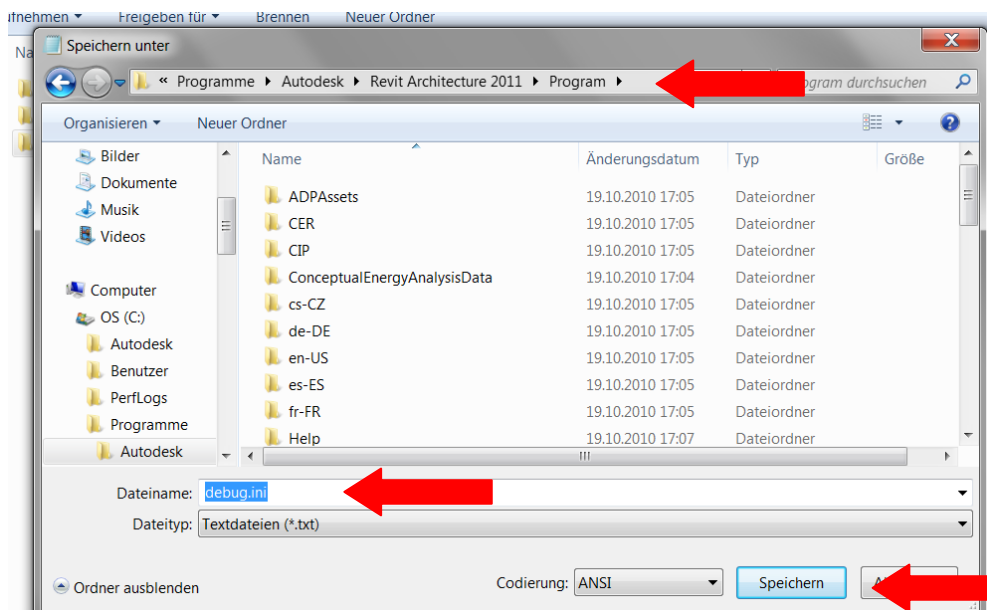 Freigeben für Brennen Neuer Ordner
Na
Speichern unter
« Programme Autodesk Revit Architecture 2011 Program durchsuchen
Organisieren Neuer Ordner
Name Änderungsdatum Typ Größe
Bilder
Dokumente
Musik
Videos
Computer
OS (C:)
Autodesk
Benutzer
PerfLogs
Programme
Autodesk
ADPAssets 19.10.2010 17:05 Dateiordner
CER 19.10.2010 17:05 Dateiordner
CIP 19.10.2010 17:05 Dateiordner
ConceptualEnergyAnalysisData 19.10.2010 17:04 Dateiordner
cs-CZ 19.10.2010 17:05 Dateiordner
de-DE 19.10.2010 17:05 Dateiordner
en-US 19.10.2010 17:05 Dateiordner
es-ES 19.10.2010 17:05 Dateiordner
fr-FR 19.10.2010 17:05 Dateiordner
Help 19.10.2010 17:07 Dateiordner
Dateiname: debug.ini
Dateityp: Textdateien (*.txt)
Ordner ausblenden Codierung: ANSI Speichern